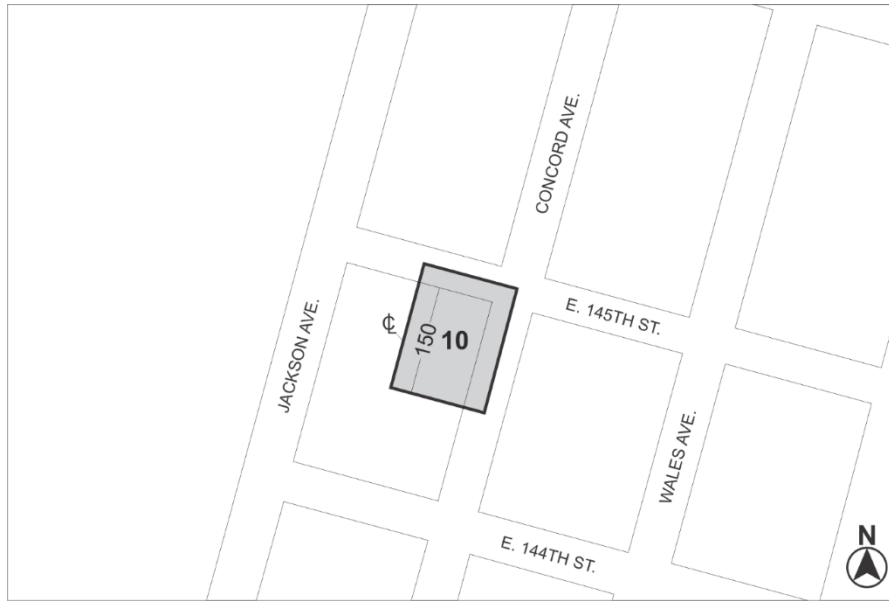 CONCORD AVE.
JACKSON AVE.
E. 145TH ST.
℄
150
10
WALES AVE.
E. 144TH ST.
N